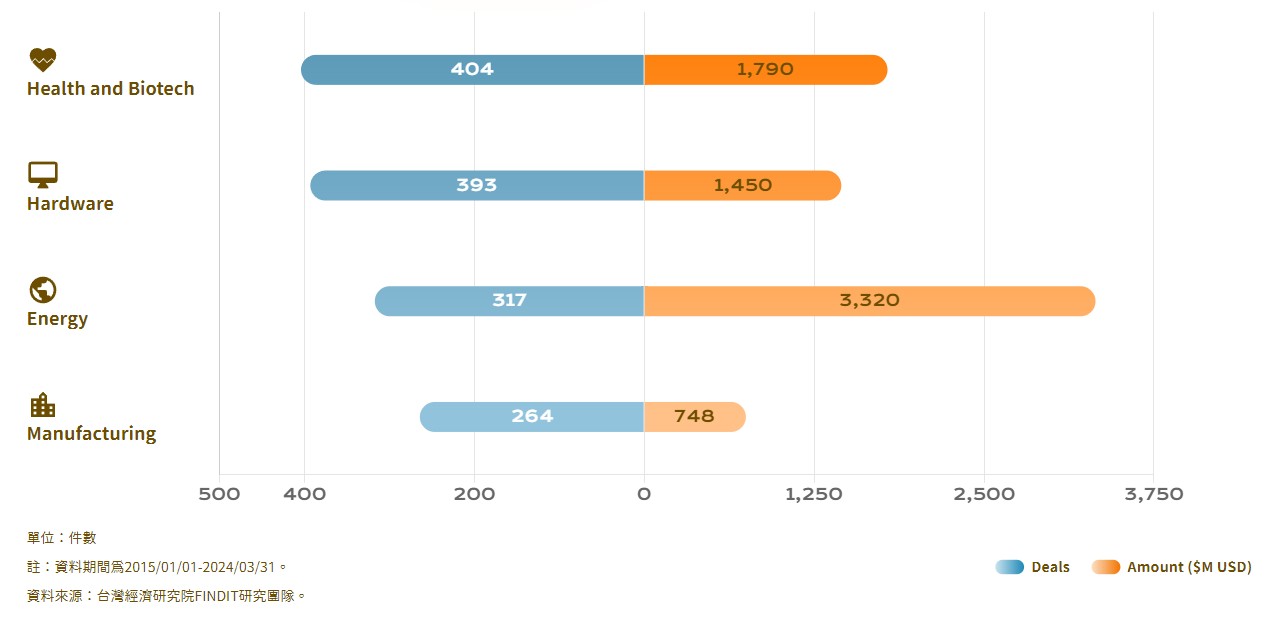 Health and Biotech
404
1,790
Hardware
393
1,450
Energy
317
3,320
Manufacturing
264
748
500 400 200 0 1,250 2,500 3,750
單位：件數
註：資料期間為2015/01/01-2024/03/31。
資料來源：台灣經濟研究院FINDIT研究團隊。
Deals Amount ($M USD)